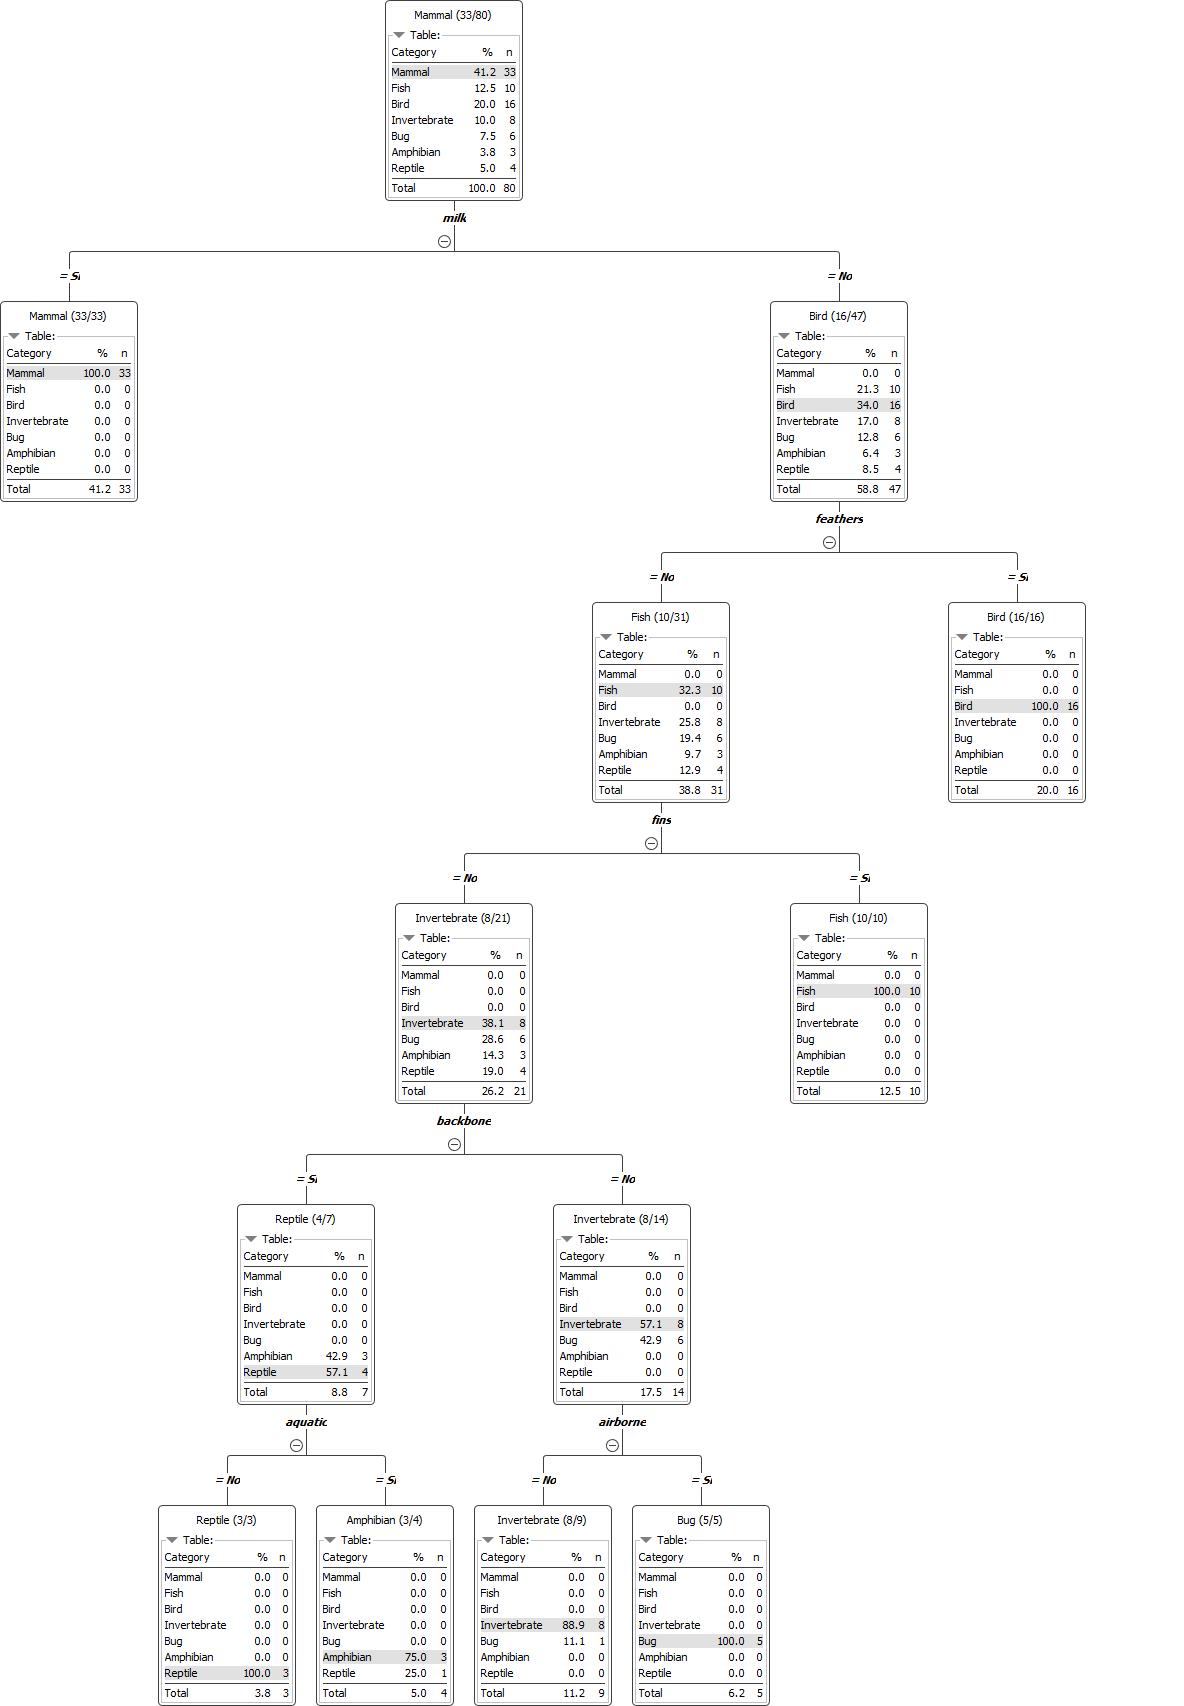 Mammal (33/80)
Table:
Category % n
Mammal 41.2 33
Fish 12.5 10
Bird 20.0 16
Invertebrate 10.0 8
Bug 7.5 6
Amphibian 3.8 3
Reptile 5.0 4
Total 100.0 80
milk
= Si
= No
Mammal (33/33)
Table:
Category % n
Mammal 100.0 33
Fish 0.0 0
Bird 0.0 0
Invertebrate 0.0 0
Bug 0.0 0
Amphibian 0.0 0
Reptile 0.0 0
Total 41.2 33
Bird (16/47)
Table:
Category % n
Mammal 0.0 0
Fish 21.3 10
Bird 34.0 16
Invertebrate 17.0 8
Bug 12.8 6
Amphibian 6.4 3
Reptile 8.5 4
Total 58.8 47
feathers
= No
= Si
Fish (10/31)
Table:
Category % n
Mammal 0.0 0
Fish 32.3 10
Bird 0.0 0
Invertebrate 25.8 8
Bug 19.4 6
Amphibian 9.7 3
Reptile 12.9 4
Total 38.8 31
Bird (16/16)
Table:
Category % n
Mammal 0.0 0
Fish 0.0 0
Bird 100.0 16
Invertebrate 0.0 0
Bug 0.0 0
Amphibian 0.0 0
Reptile 0.0 0
Total 20.0 16
fins
= No
= Si
Invertebrate (8/21)
Table:
Category % n
Mammal 0.0 0
Fish 0.0 0
Bird 0.0 0
Invertebrate 38.1 8
Bug 28.6 6
Amphibian 14.3 3
Reptile 19.0 4
Total 26.2 21
Fish (10/10)
Table:
Category % n
Mammal 0.0 0
Fish 100.0 10
Bird 0.0 0
Invertebrate 0.0 0
Bug 0.0 0
Amphibian 0.0 0
Reptile 0.0 0
Total 12.5 10
backbone
= Si
= No
Reptile (4/7)
Table:
Category % n
Mammal 0.0 0
Fish 0.0 0
Bird 0.0 0
Invertebrate 0.0 0
Bug 0.0 0
Amphibian 42.9 3
Reptile 57.1 4
Total 8.8 7
Invertebrate (8/14)
Table:
Category % n
Mammal 0.0 0
Fish 0.0 0
Bird 0.0 0
Invertebrate 57.1 8
Bug 42.9 6
Amphibian 0.0 0
Reptile 0.0 0
Total 17.5 14
aquatic
airborne
= No
= Si
= No
= Si
Reptile (3/3)
Table:
Category % n
Mammal 0.0 0
Fish 0.0 0
Bird 0.0 0
Invertebrate 0.0 0
Bug 0.0 0
Amphibian 0.0 0
Reptile 100.0 3
Total 3.8 3
Amphibian (3/4)
Table:
Category % n
Mammal 0.0 0
Fish 0.0 0
Bird 0.0 0
Invertebrate 0.0 0
Bug 0.0 0
Amphibian 75.0 3
Reptile 25.0 1
Total 5.0 4
Invertebrate (8/9)
Table:
Category % n
Mammal 0.0 0
Fish 0.0 0
Bird 0.0 0
Invertebrate 88.9 8
Bug 11.1 1
Amphibian 0.0 0
Reptile 0.0 0
Total 11.2 9
Bug (5/5)
Table:
Category % n
Mammal 0.0 0
Fish 0.0 0
Bird 0.0 0
Invertebrate 0.0 0
Bug 100.0 5
Amphibian 0.0 0
Reptile 0.0 0
Total 6.2 5